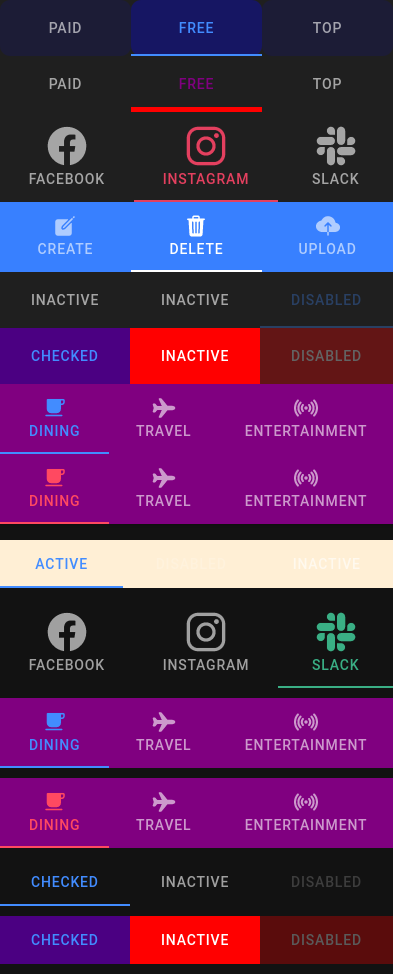 PAID FREE TOP
PAID FREE TOP
FACEBOOK INSTAGRAM SLACK
CREATE DELETE UPLOAD
INACTIVE INACTIVE DISABLED
CHECKED INACTIVE DISABLED
DINING TRAVEL ENTERTAINMENT
DINING TRAVEL ENTERTAINMENT
ACTIVE INACTIVE
FACEBOOK INSTAGRAM SLACK
DINING TRAVEL ENTERTAINMENT
DINING TRAVEL ENTERTAINMENT
CHECKED INACTIVE DISABLED
CHECKED INACTIVE DISABLED